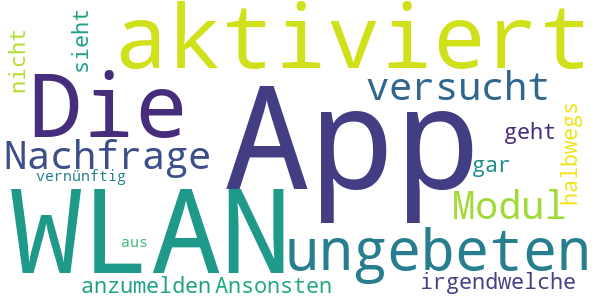 nicht
sieht
aktiviert
Die
App
versucht
halbwegs
geht
Nachfrage
gar
vernünftig
WLAN
Modul
aus
ungebeten
anzumelden
Ansonsten
irgendwelche